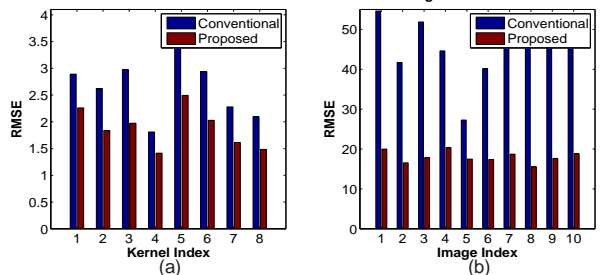 4
3.5
3
2.5
2
1.5
1
0.5
0
RMSE
Conventional
Proposed
1 2 3 4 5 6 7 8
Kernel Index
(a)
50
40
30
20
10
0
RMSE
Conventional
Proposed
1 2 3 4 5 6 7 8 9 10
Image Index
(b)